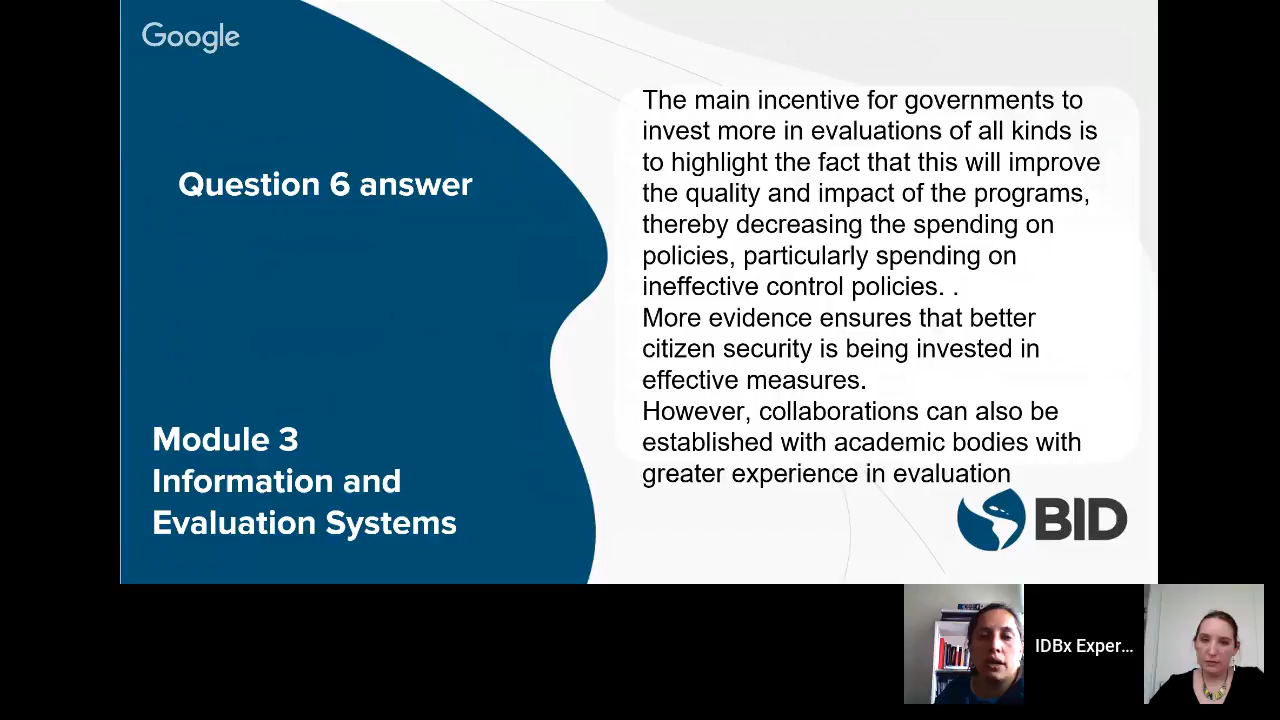 Google
Question 6 answer
Module 3
Information and
Evaluation Systems
The main incentive for governments to
invest more in evaluations of all kinds is
to highlight the fact that this will improve
the quality and impact of the programs,
thereby decreasing the spending on
policies, particularly spending on
ineffective control policies. .
More evidence ensures that better
citizen security is being invested in
effective measures.
However, collaborations can also be
established with academic bodies with
greater experience in evaluation
BID
IDBx Exper...